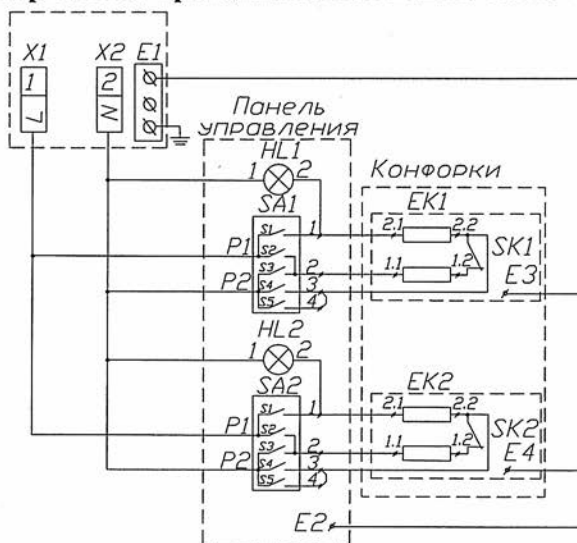 X1 X2 E1
1 2
L N
Панель
управления
HL1
1 2
Конфорки
SA1
EK1
1
S1
2.1 2.2
P1
S2
SK1
S3
2
1.1 1.2
P2
S4
3
E3
S5
4
HL2
1 2
SA2
EK2
1
S1
2.1 2.2
P1
S2
SK2
S3
2
1.1 1.2
P2
S4
3
E4
S5
4
E2